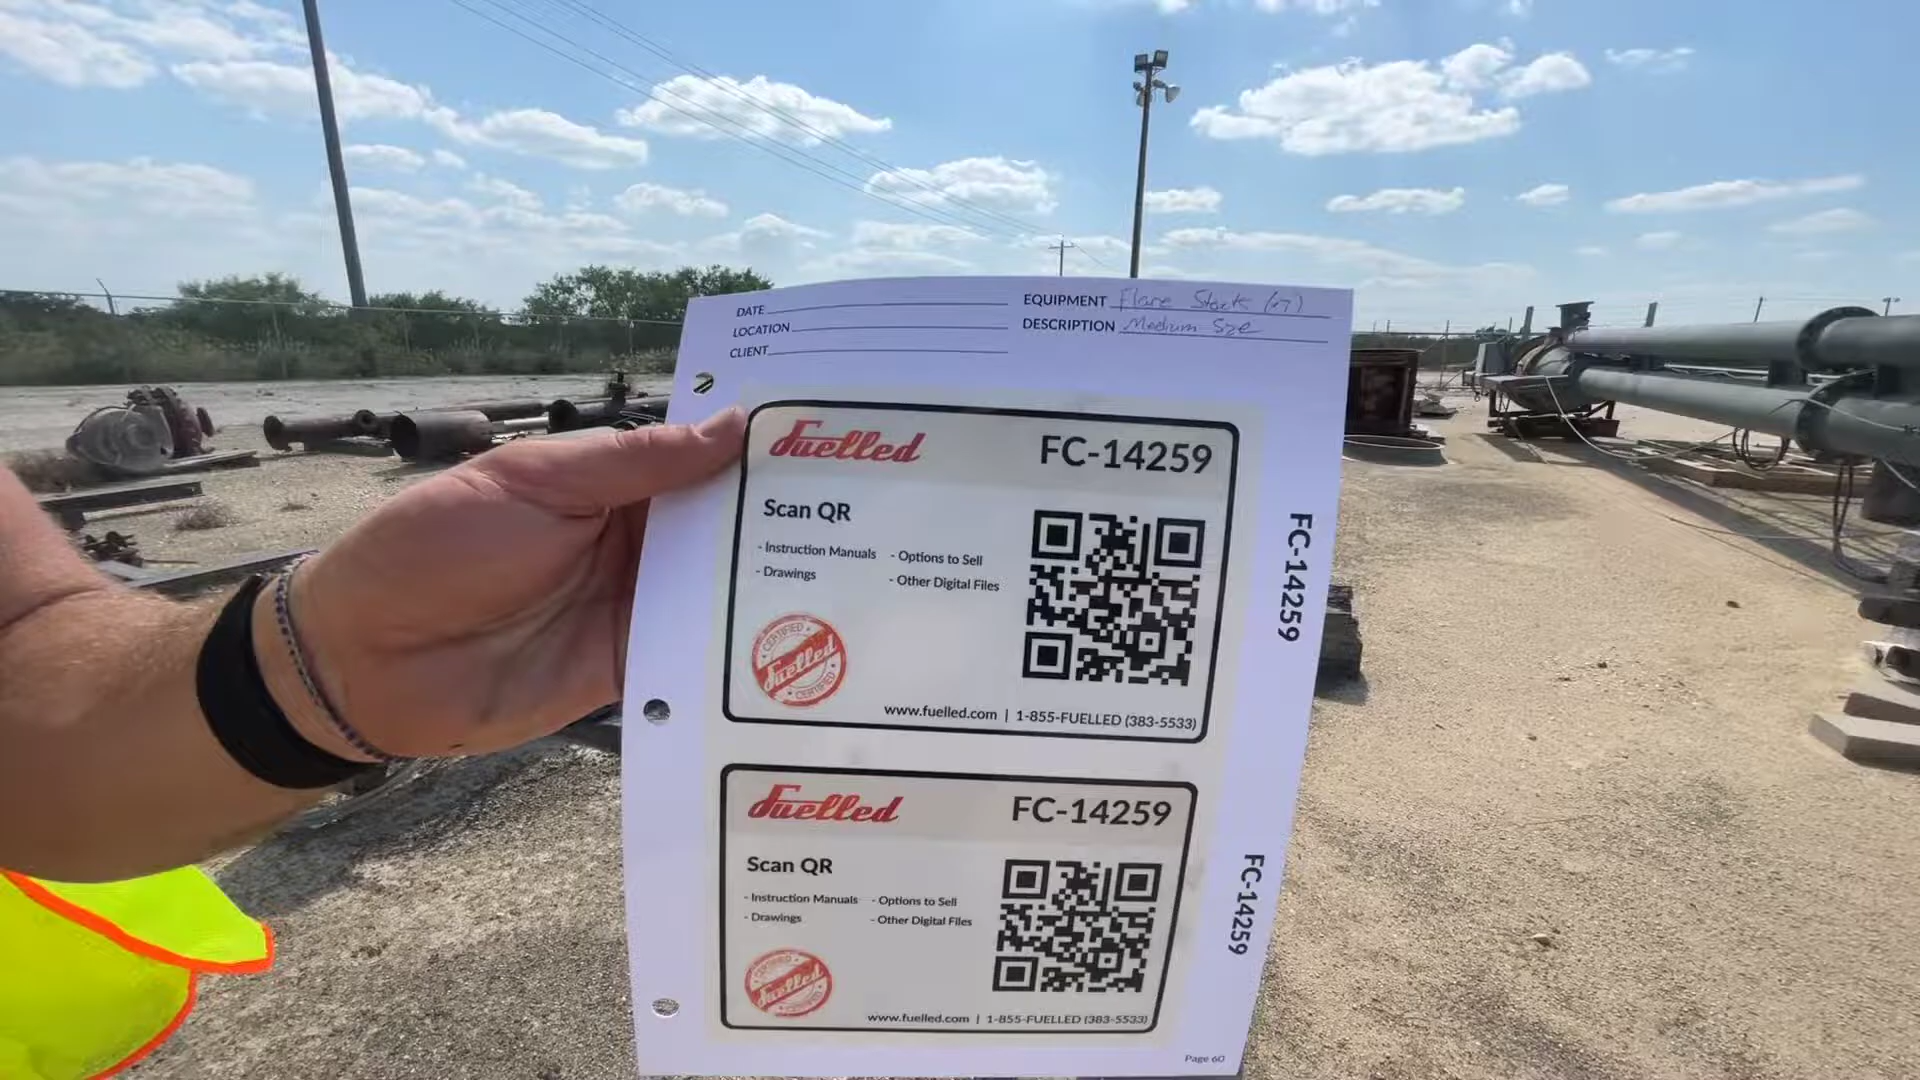 DATE
LOCATION
CLIENT
EQUIPMENT Flare Stack (x7)
DESCRIPTION Medium Size
Fuelled
FC-14259
Scan QR
- Instruction Manuals
- Options to Sell
- Drawings
- Other Digital Files
CERTIFIED
Fuelled
CERTIFIED
www.fuelled.com | 1-855-FUELLED (383-5533)
FC-14259
Fuelled
FC-14259
Scan QR
- Instruction Manuals
- Options to Sell
- Drawings
- Other Digital Files
CERTIFIED
Fuelled
CERTIFIED
www.fuelled.com | 1-855-FUELLED (383-5533)
FC-14259
Page 60